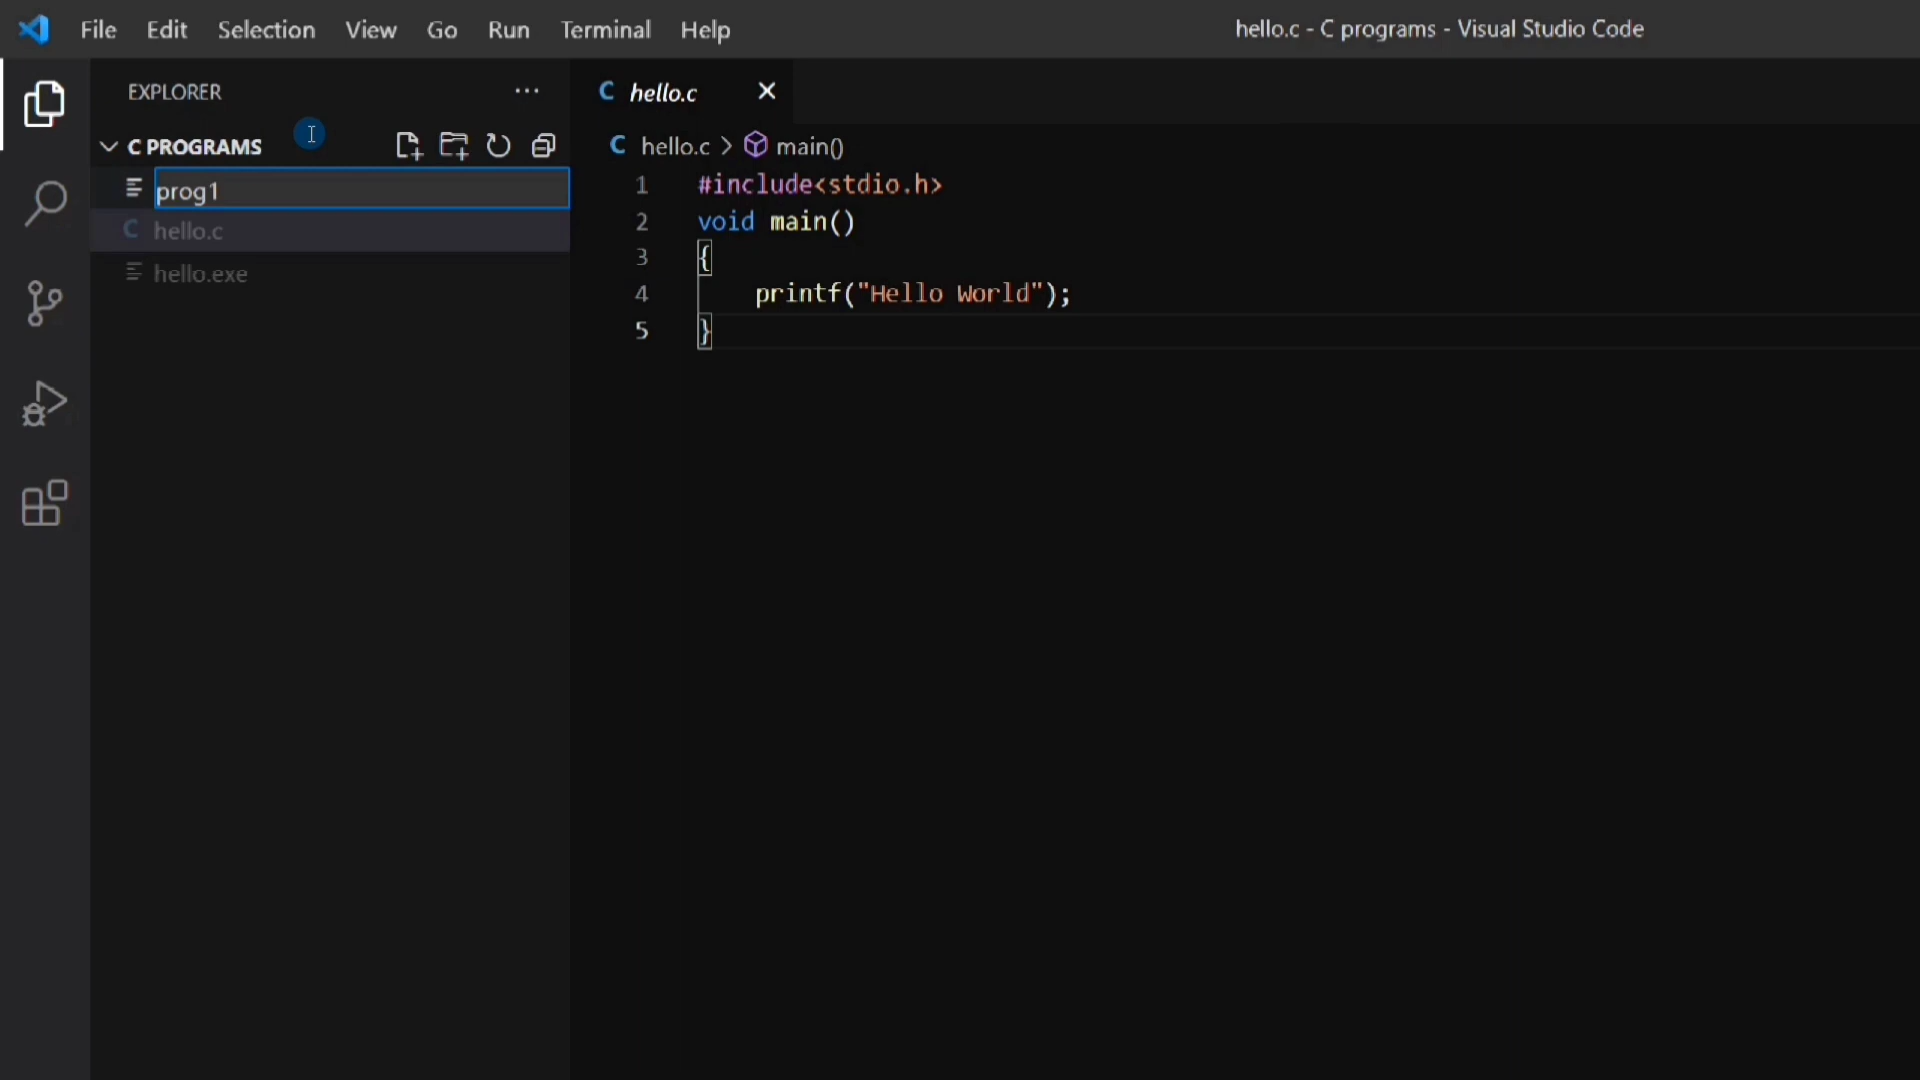 File Edit Selection View Go Run Terminal Help
hello.c - C programs - Visual Studio Code
EXPLORER
C PROGRAMS
prog1
hello.c
hello.exe
hello.c
hello.c > main()
1 #include<stdio.h>
2 void main()
3 {
4 printf("Hello World");
5 }